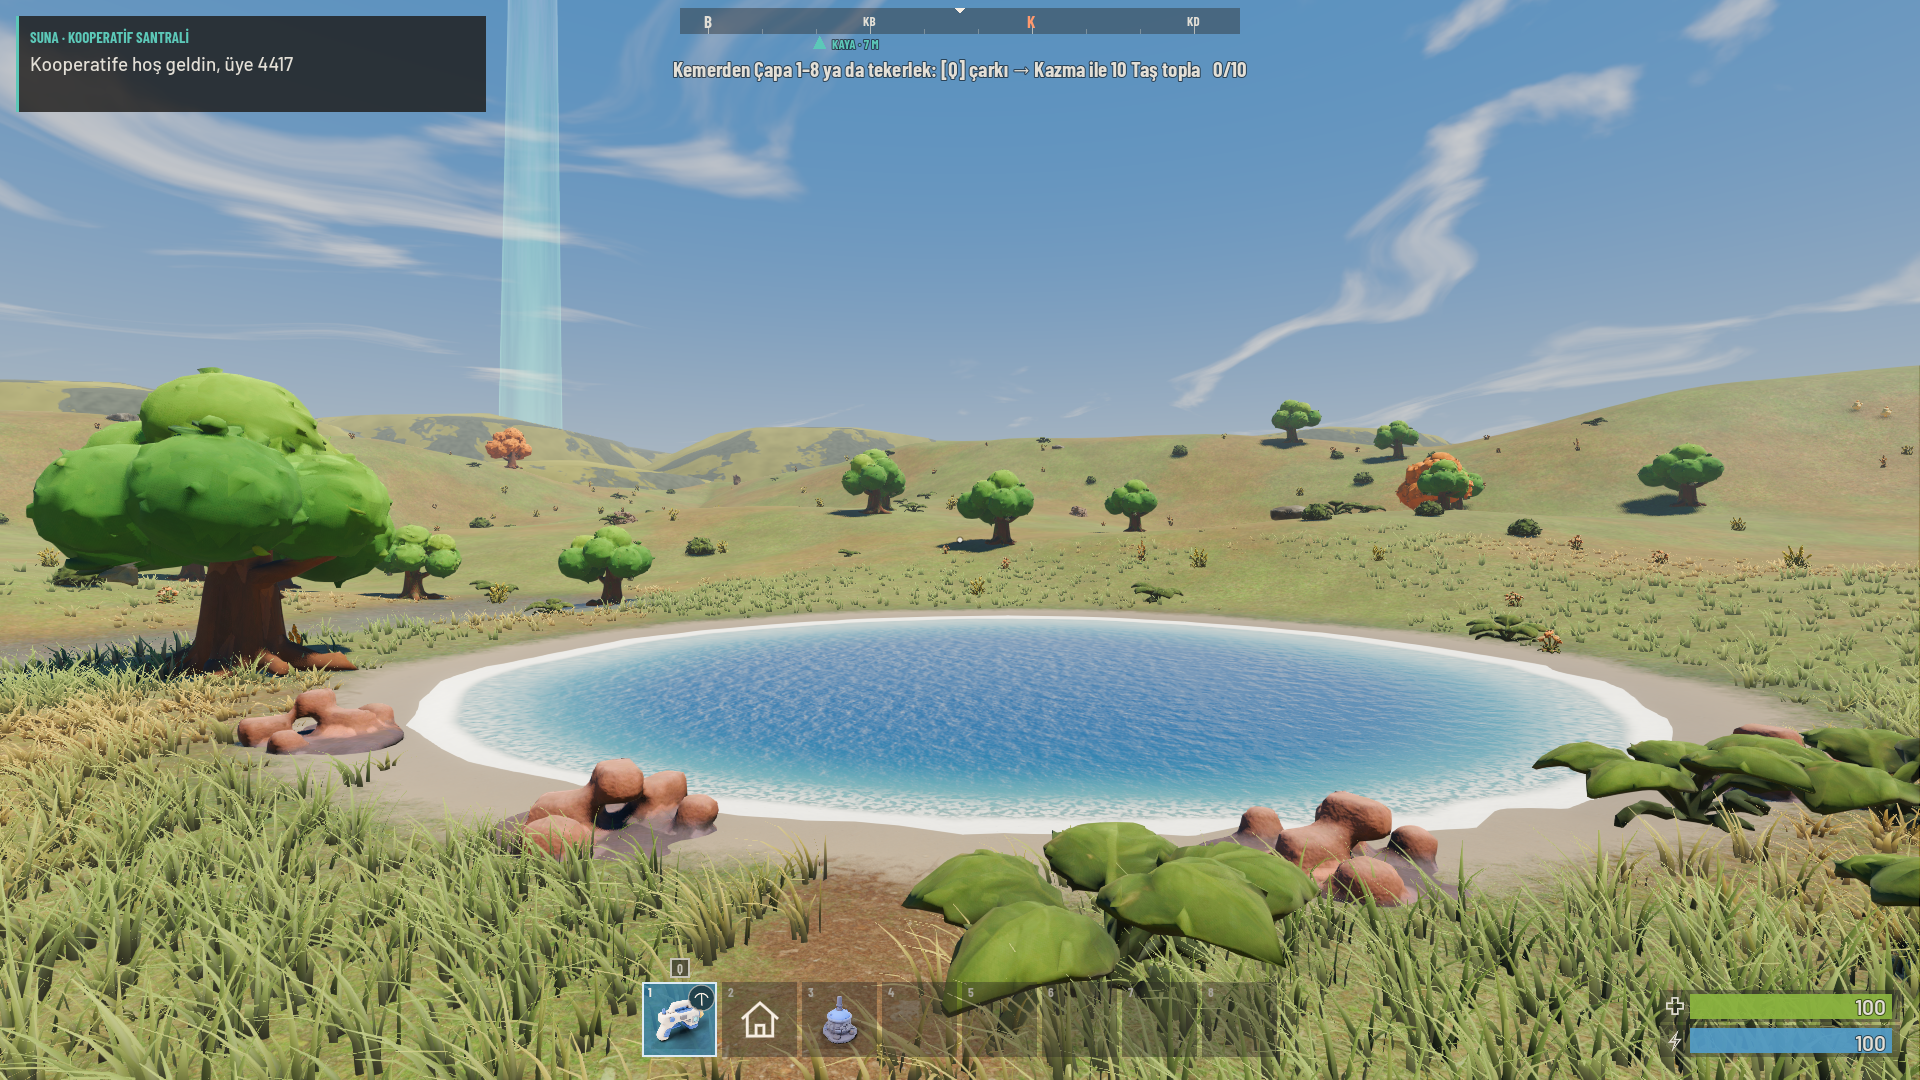 SUNA · KOOPERATİF SANTRALİ
Kooperatife hoş geldin, üye 4417
B KB K KD
KAYA · 7 M
Kemerden Çapa 1-8 ya da tekerlek: [Q] çarkı → Kazma ile 10 Taş topla 0/10
Q
1 2 3 4 5 6 7 8
100
100